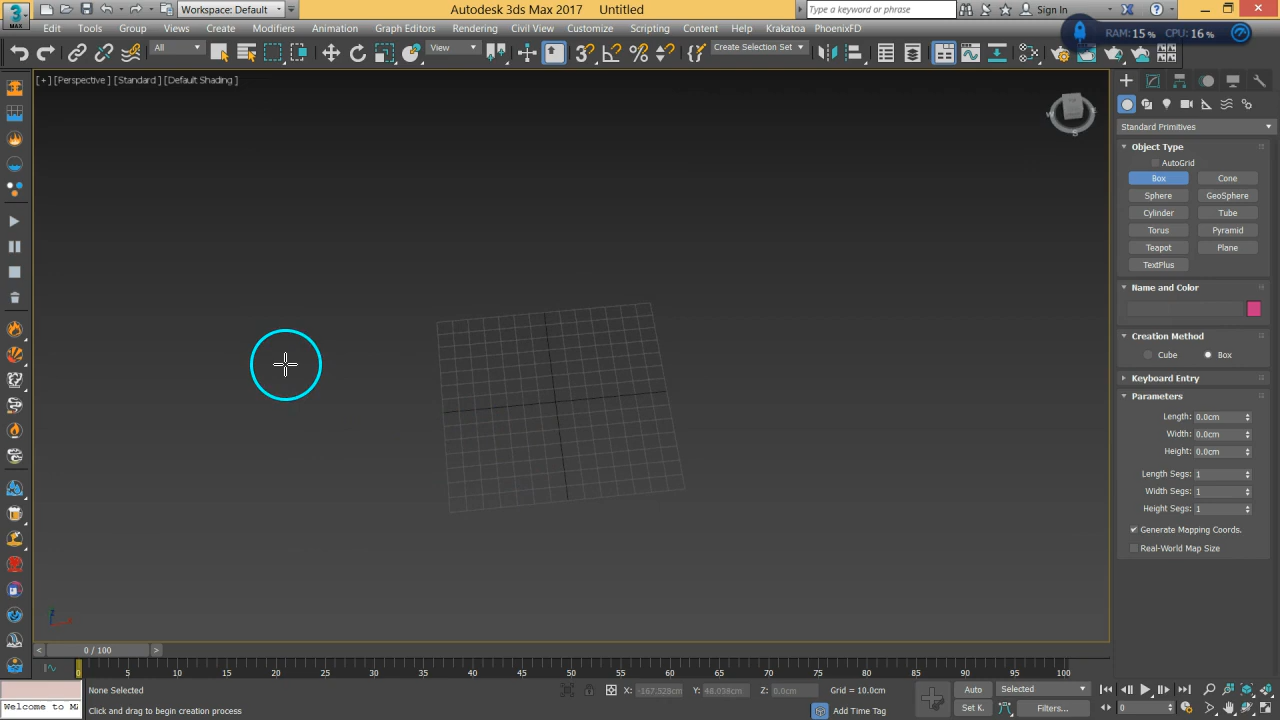 3 MAX
Workspace: Default
Autodesk 3ds Max 2017 Untitled
Type a keyword or phrase
Sign In
Edit Tools Group Views Create Modifiers Animation Graph Editors Rendering Civil View Customize Scripting Content Help Krakatoa PhoenixFD
RAM: 15 % CPU: 16 %
All
View
Create Selection Set
[+] [Perspective] [Standard] [Default Shading]
W
S
Standard Primitives
Object Type
AutoGrid
Box Cone
Sphere GeoSphere
Cylinder Tube
Torus Pyramid
Teapot Plane
TextPlus
Name and Color
Creation Method
Cube Box
Keyboard Entry
Parameters
Length: 0.0cm
Width: 0.0cm
Height: 0.0cm
Length Segs: 1
Width Segs: 1
Height Segs: 1
Generate Mapping Coords.
Real-World Map Size
< 0 / 100 >
0 5 10 15 20 25 30 35 40 45 50 55 60 65 70 75 80 85 90 95 100
None Selected
X: -167.528cm Y: 48.038cm Z: 0.0cm Grid = 10.0cm
Auto Selected
Welcome to MA
Click and drag to begin creation process
Add Time Tag
Set K. Filters...
0